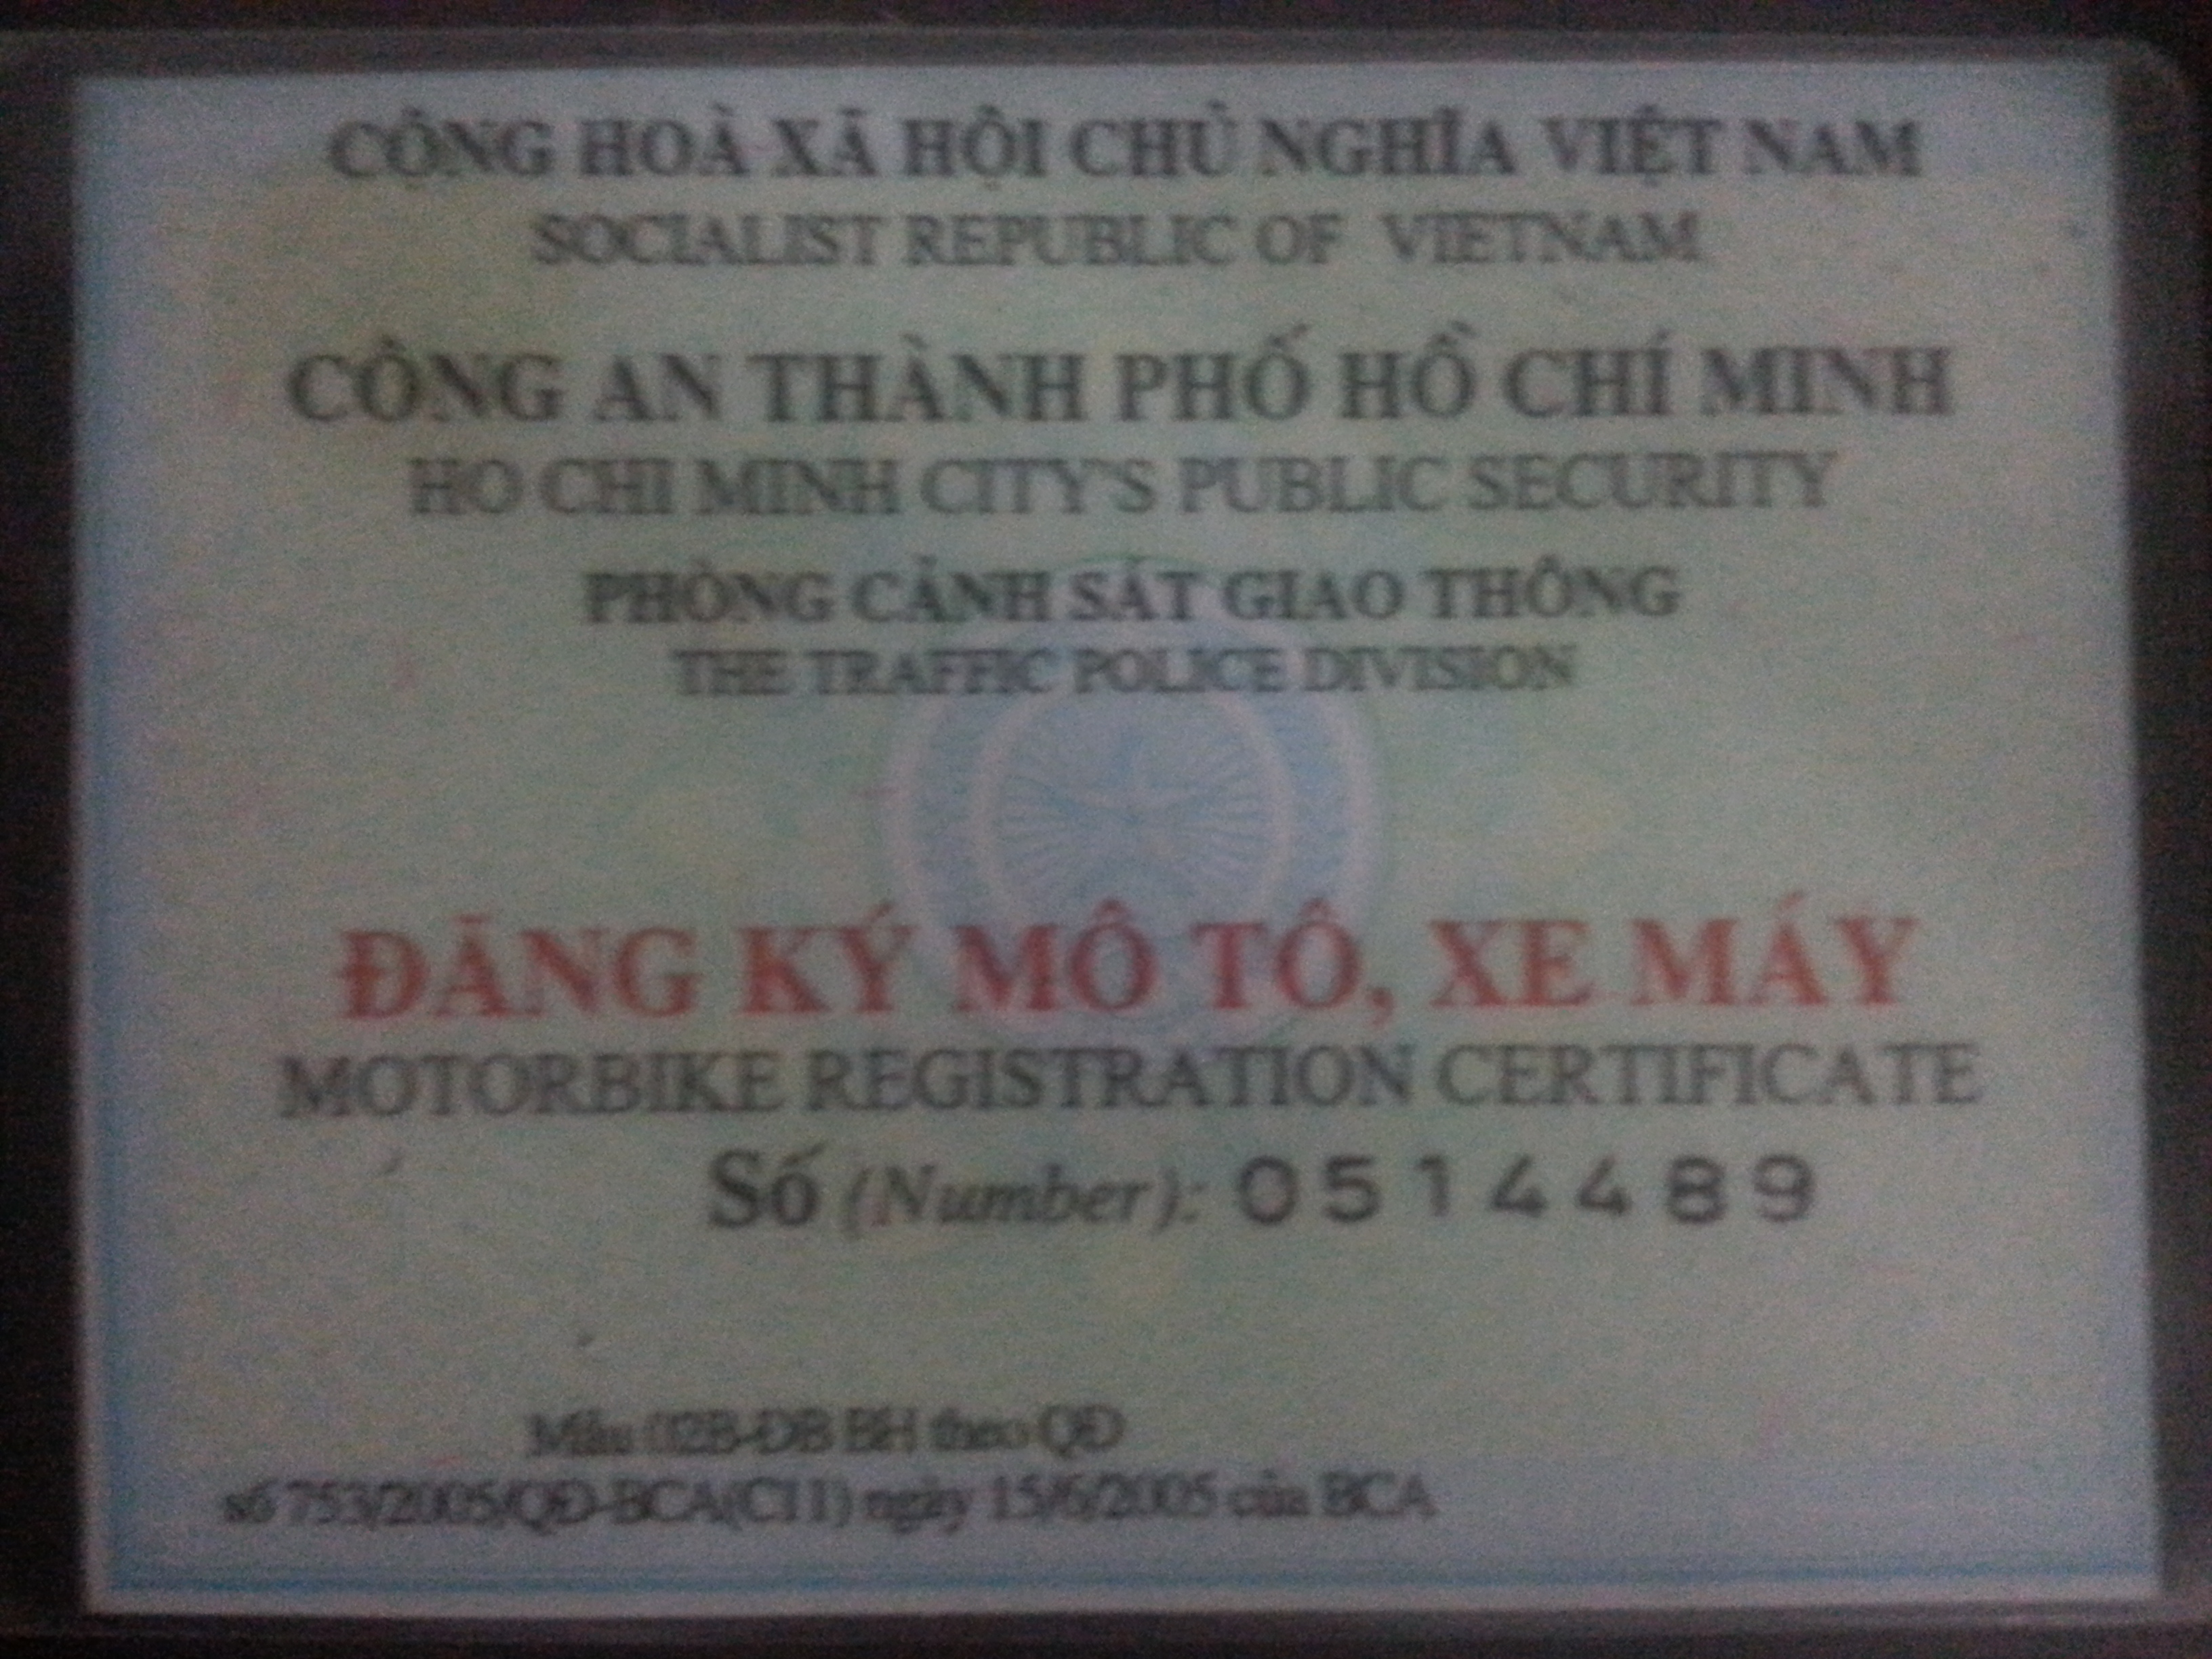 CỘNG HOÀ XÃ HỘI CHỦ NGHĨA VIỆT NAM
SOCIALIST REPUBLIC OF VIETNAM
CÔNG AN THÀNH PHỐ HỒ CHÍ MINH
HO CHI MINH CITY'S PUBLIC SECURITY
PHÒNG CẢNH SÁT GIAO THÔNG
THE TRAFFIC POLICE DIVISION
ĐĂNG KÝ MÔ TÔ, XE MÁY
MOTORBIKE REGISTRATION CERTIFICATE
Số (Number): 0514489
Mẫu 02B-ĐB BH theo QĐ
số 753/2005/QĐ-BCA(C11) ngày 15/6/2005 của BCA